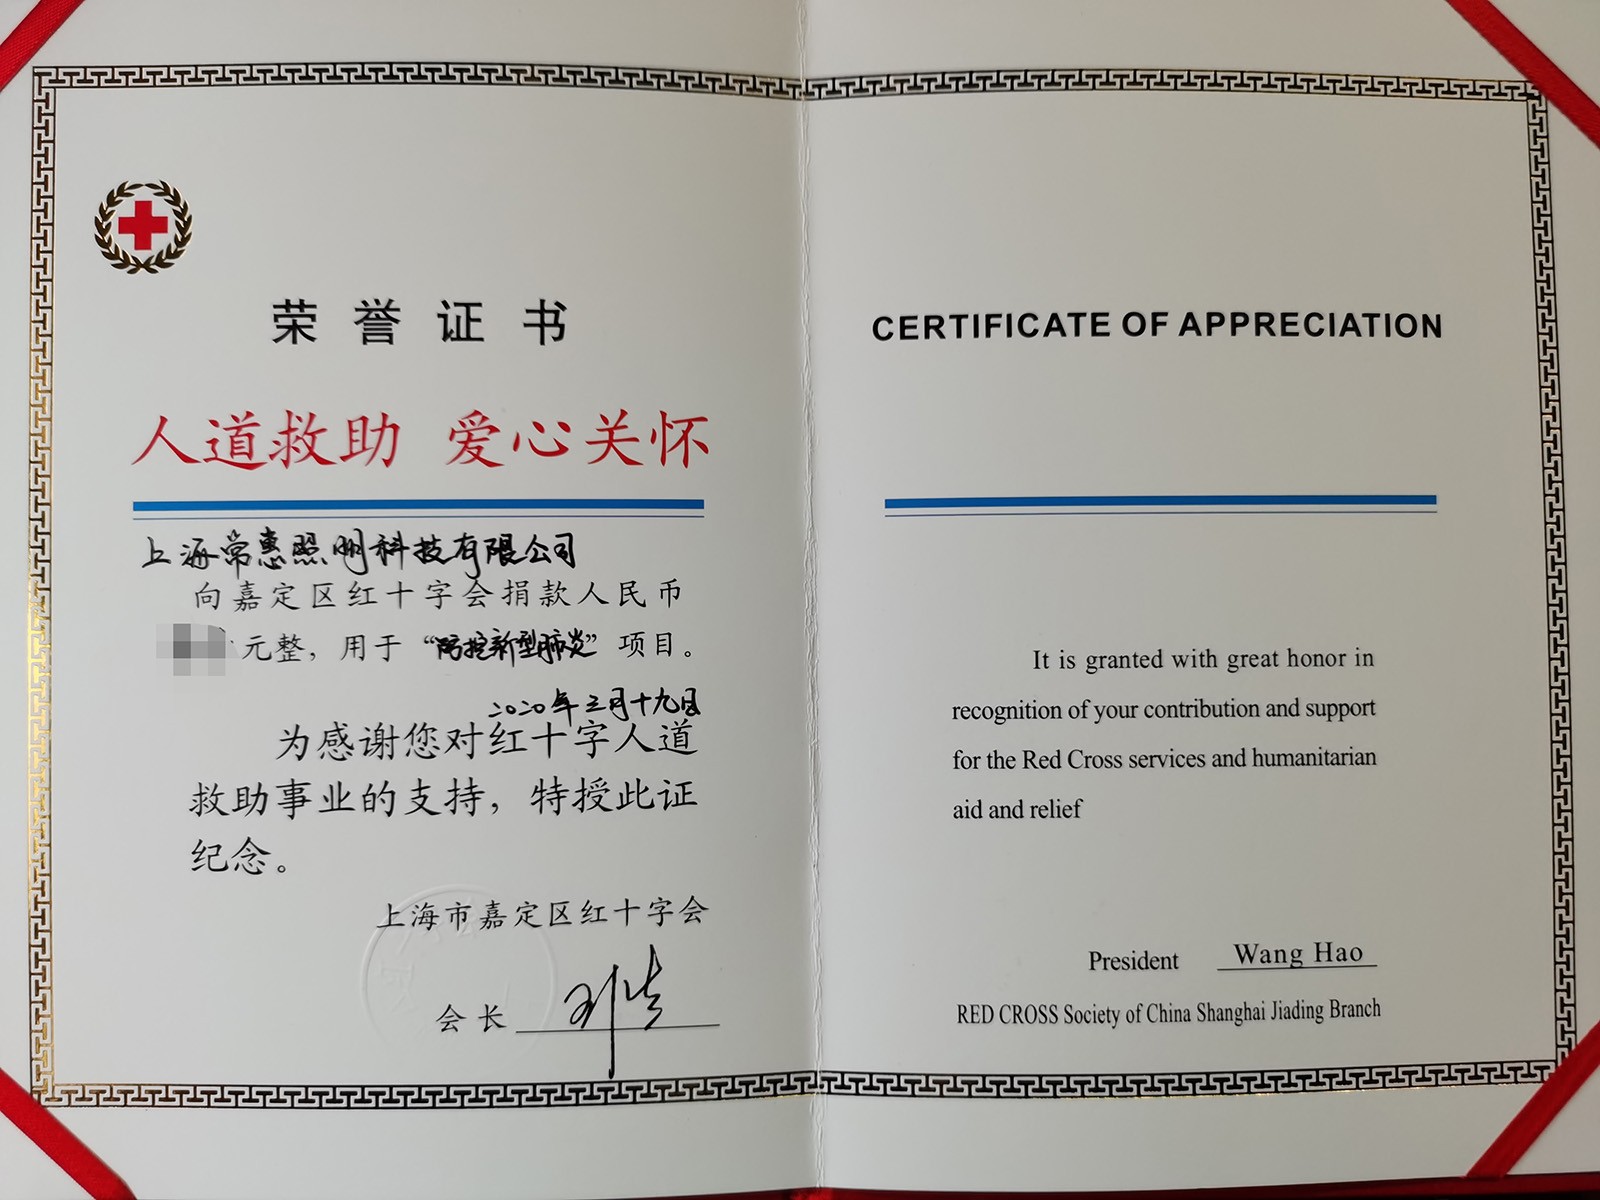 荣誉证书
人道救助 爱心关怀
上海常惠照明科技有限公司
向嘉定区红十字会捐款人民币
元整，用于“防控新型肺炎”项目。
二〇二〇年三月十九日
为感谢您对红十字人道
救助事业的支持，特授此证
纪念。
上海市嘉定区红十字会
会长
CERTIFICATE OF APPRECIATION
It is granted with great honor in
recognition of your contribution and support
for the Red Cross services and humanitarian
aid and relief
President Wang Hao
RED CROSS Society of China Shanghai Jiading Branch